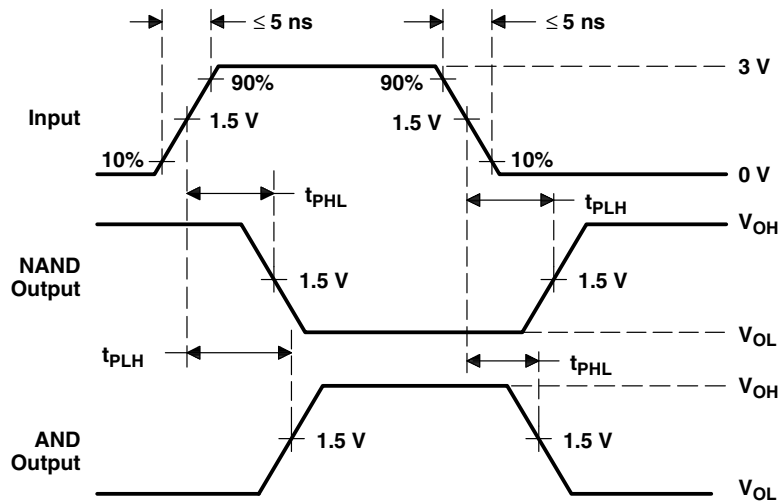 ≤ 5 ns ≤ 5 ns
3 V
90% 90%
Input 1.5 V 1.5 V
10% 10%
0 V
tPHL tPLH
VOH
NAND
Output
1.5 V 1.5 V
VOL
tPLH tPHL
VOH
AND
Output
1.5 V 1.5 V
VOL